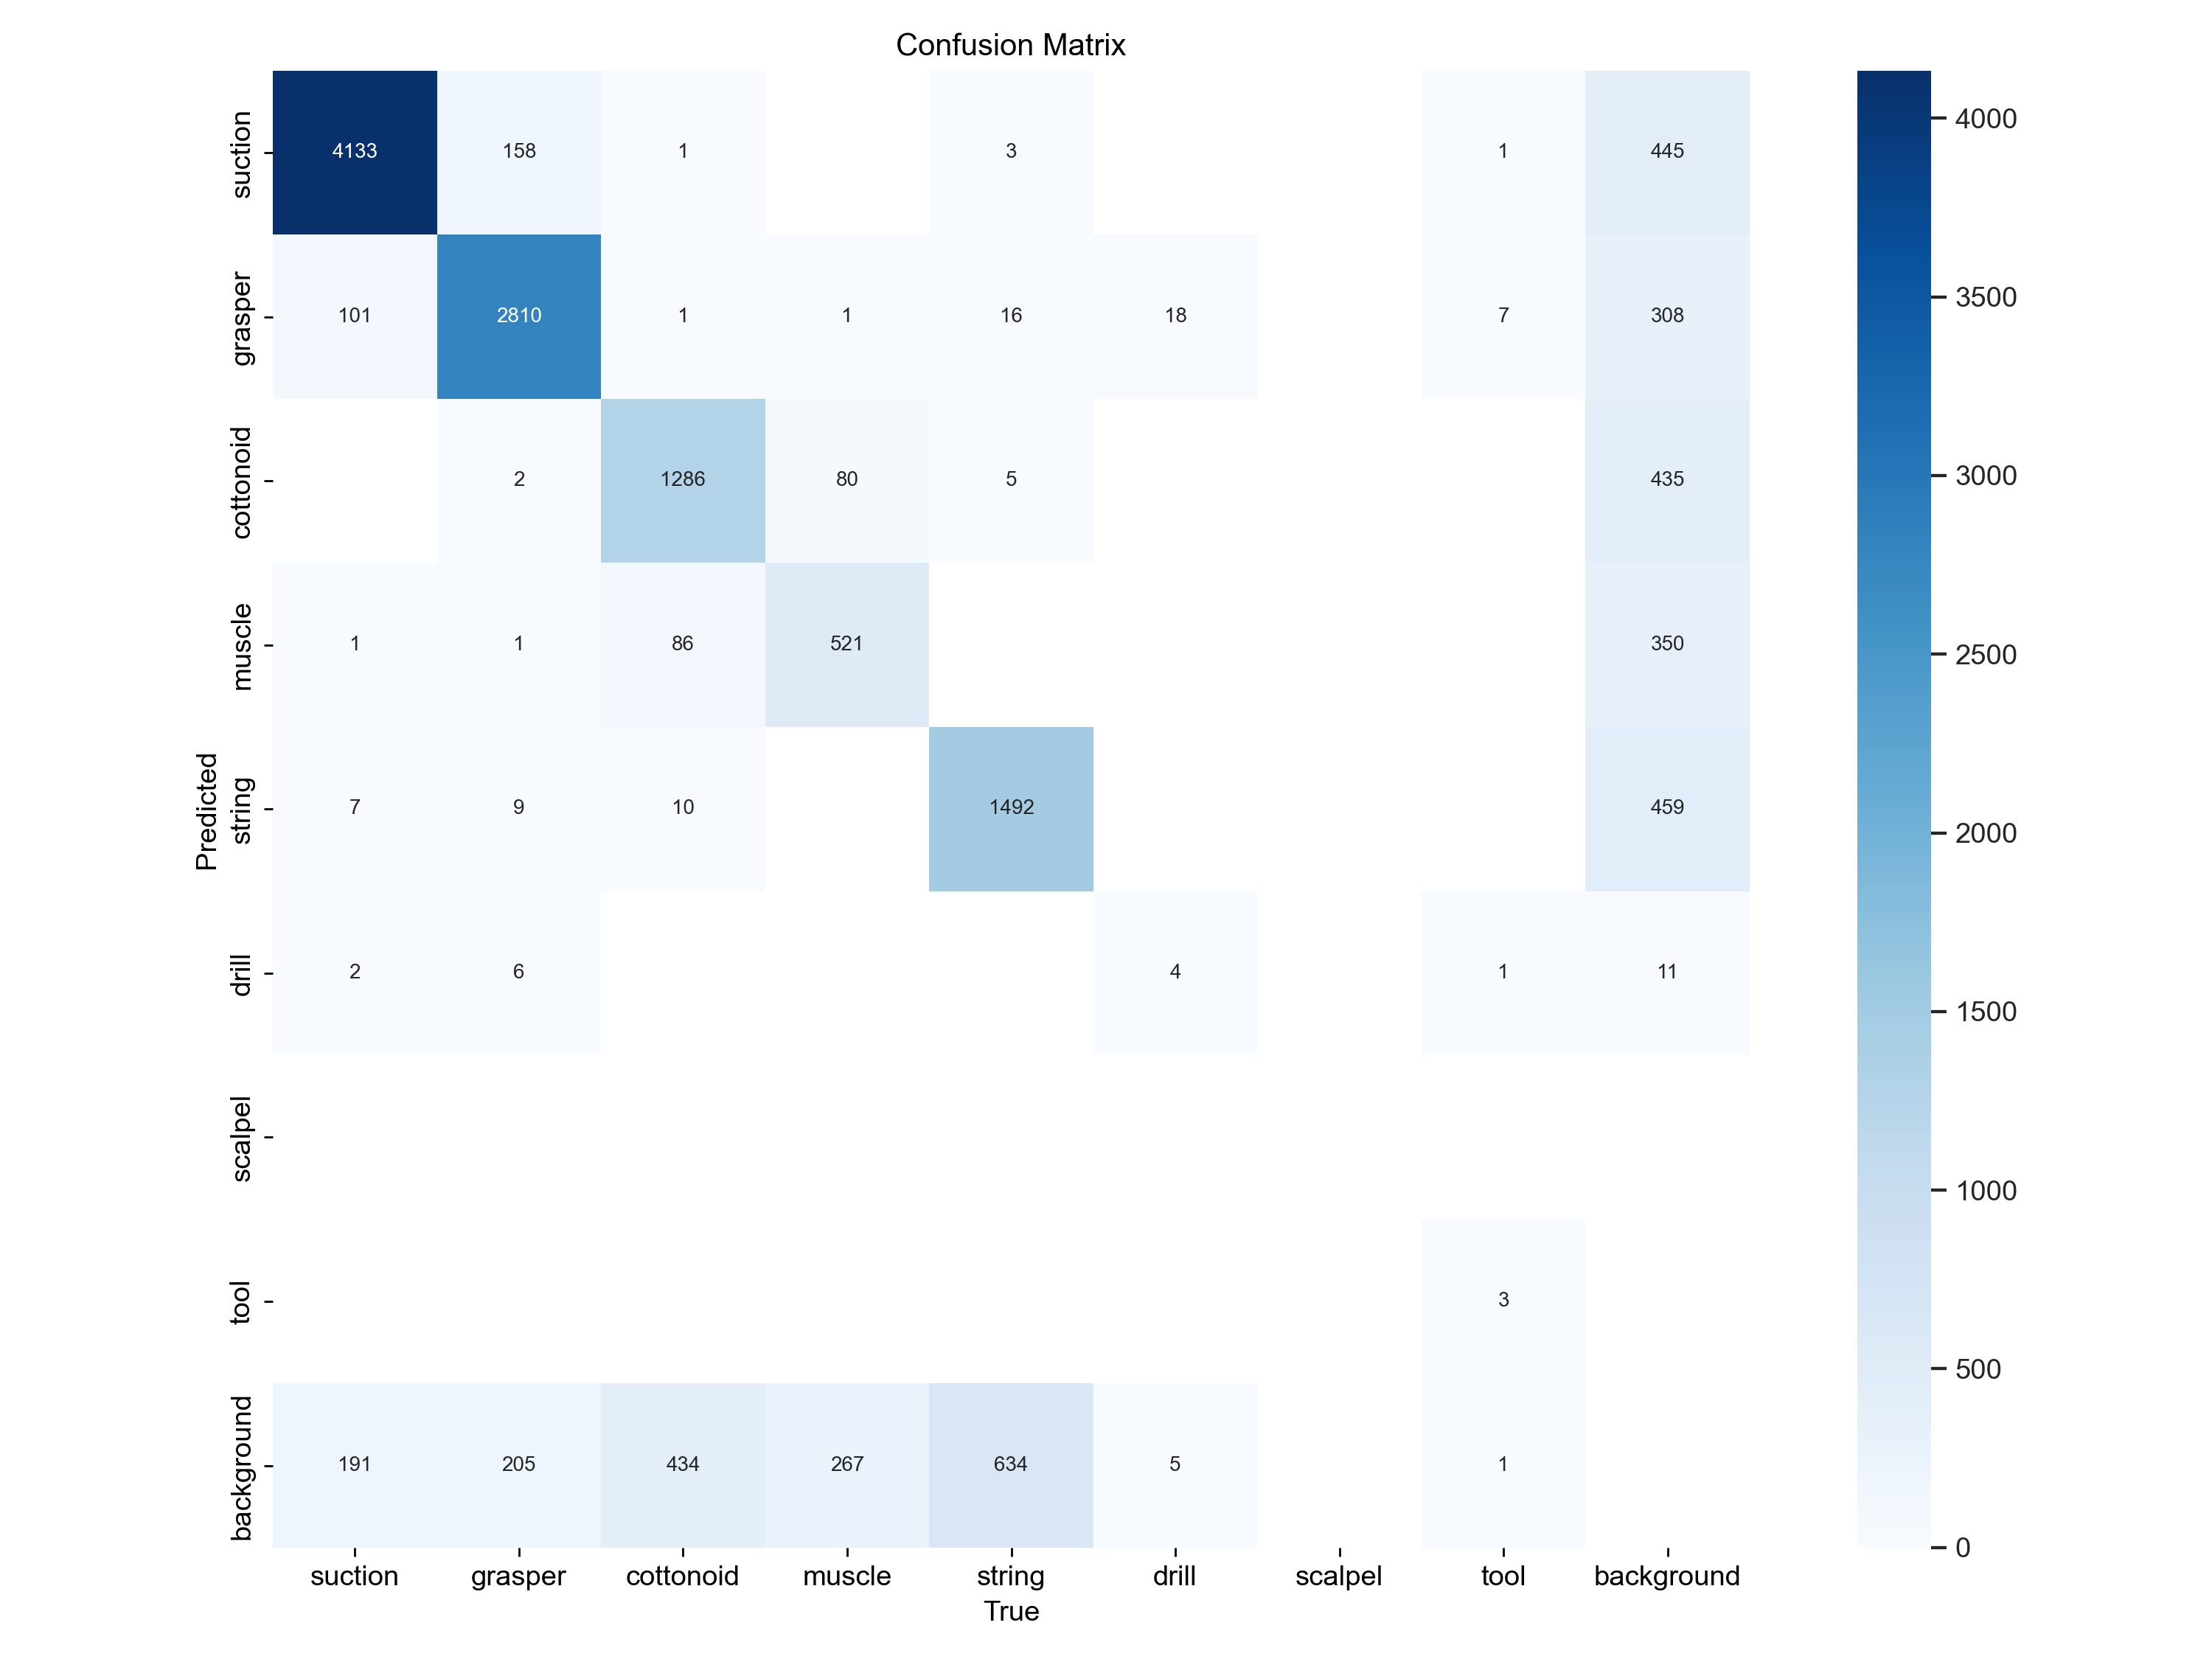 Confusion Matrix
suction 4133 158 1 3 1 445
grasper 101 2810 1 1 16 18 7 308
cottonoid 2 1286 80 5 435
muscle 1 1 86 521 350
string 7 9 10 1492 459
drill 2 6 4 1 11
scalpel
tool 3
background 191 205 434 267 634 5 1
Predicted
suction grasper cottonoid muscle string drill scalpel tool background
True
4000
3500
3000
2500
2000
1500
1000
500
0